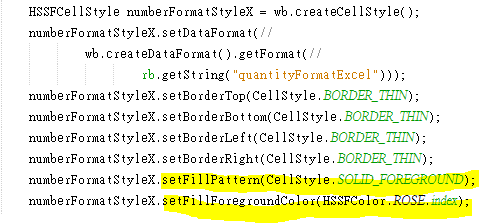 HSSFCellStyle numberFormatStyleX = wb.createCellStyle();
numberFormatStyleX.setDataFormat(//
wb.createDataFormat().getFormat(//
rb.getString("quantityFormatExcel")));
numberFormatStyleX.setBorderTop(CellStyle.BORDER_THIN);
numberFormatStyleX.setBorderBottom(CellStyle.BORDER_THIN);
numberFormatStyleX.setBorderLeft(CellStyle.BORDER_THIN);
numberFormatStyleX.setBorderRight(CellStyle.BORDER_THIN);
numberFormatStyleX.setFillPattern(CellStyle.SOLID_FOREGROUND);
numberFormatStyleX.setFillForegroundColor(HSSFColor.ROSE.index);